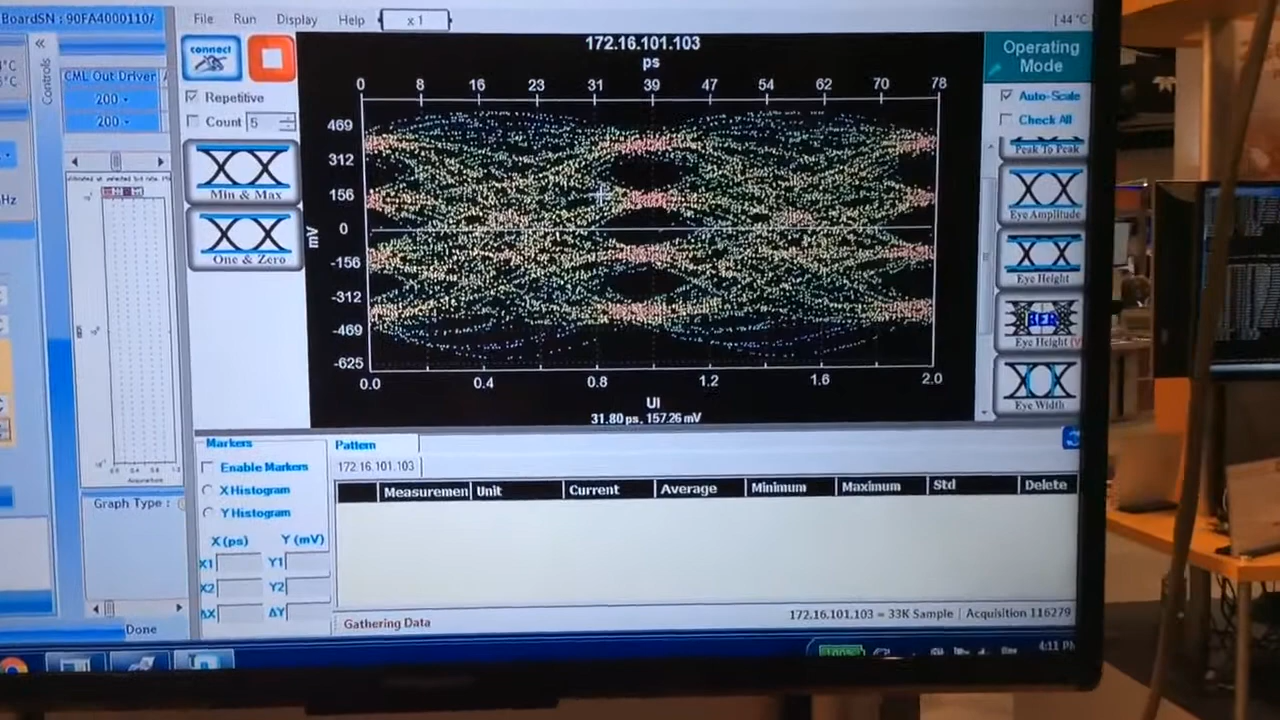 BoardSN : 90FA4000110/
File Run Display Help x 1
[ 44 °C
connect
Repetitive
Count 5
Min & Max
One & Zero
Controls
CML Out Driver
200
200
Hz
Graph Type :
Done
172.16.101.103
ps
0 8 16 23 31 39 47 54 62 70 78
469
312
156
0
-156
-312
-469
-625
mV
0.0 0.4 0.8 1.2 1.6 2.0
UI
31.80 ps, 157.26 mV
Operating
Mode
Auto-Scale
Check All
Peak To Peak
Eye Amplitude
Eye Height
BER
Eye Height (V
Eye Width
Markers
Enable Markers
X Histogram
Y Histogram
X (ps) Y (mV)
X1 Y1
X2 Y2
ΔX ΔY
Pattern
172.16.101.103
Measuremen Unit Current Average Minimum Maximum Std Delete
Gathering Data
172.16.101.103 = 33K Sample Acquisition 116279
100%
4:11 PM